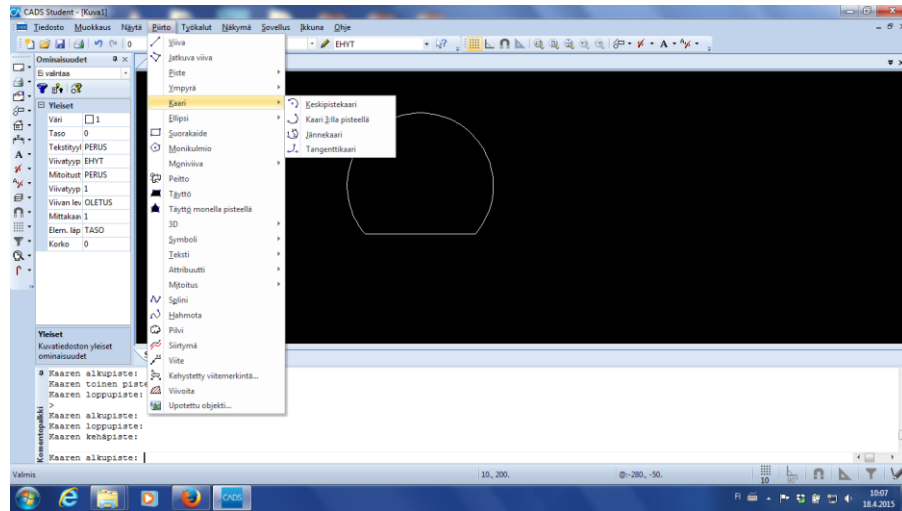 CADS Student - [Kuva1]
Tiedosto Muokkaus Näytä Piirto Työkalut Näkymä Sovellus Ikkuna Ohje
0 EHYT
Ominaisuudet
Ei valintaa
Yleiset
Väri 1
Taso 0
Tekstityyl PERUS
Viivatyyp EHYT
Mitoitust PERUS
Viivatyyp 1
Viivan lev OLETUS
Mittakaav 1
Elem. läp TASO
Korko 0
Yleiset
Kuvatiedoston yleiset
ominaisuudet
Viiva
Jatkuva viiva
Piste
Ympyrä
Kaari
Ellipsi
Suorakaide
Monikulmio
Moniviiva
Peitto
Täyttö
Täyttö monella pisteellä
3D
Symboli
Teksti
Attribuutti
Mitoitus
Splini
Hahmota
Pilvi
Siirtymä
Viite
Kehystetty viitemerkintä...
Viivoita
Upotettu objekti...
Keskipistekaari
Kaari 3:lla pisteellä
Jännekaari
Tangenttikaari
Komentopalkki
Kaaren alkupiste:
Kaaren toinen piste
Kaaren loppupiste:
>
Kaaren alkupiste:
Kaaren loppupiste:
Kaaren kehäpiste:
Kaaren alkupiste:
Valmis 10., 200. @:-280., -50. 10 90°
CADS FI 10:07
18.4.2015